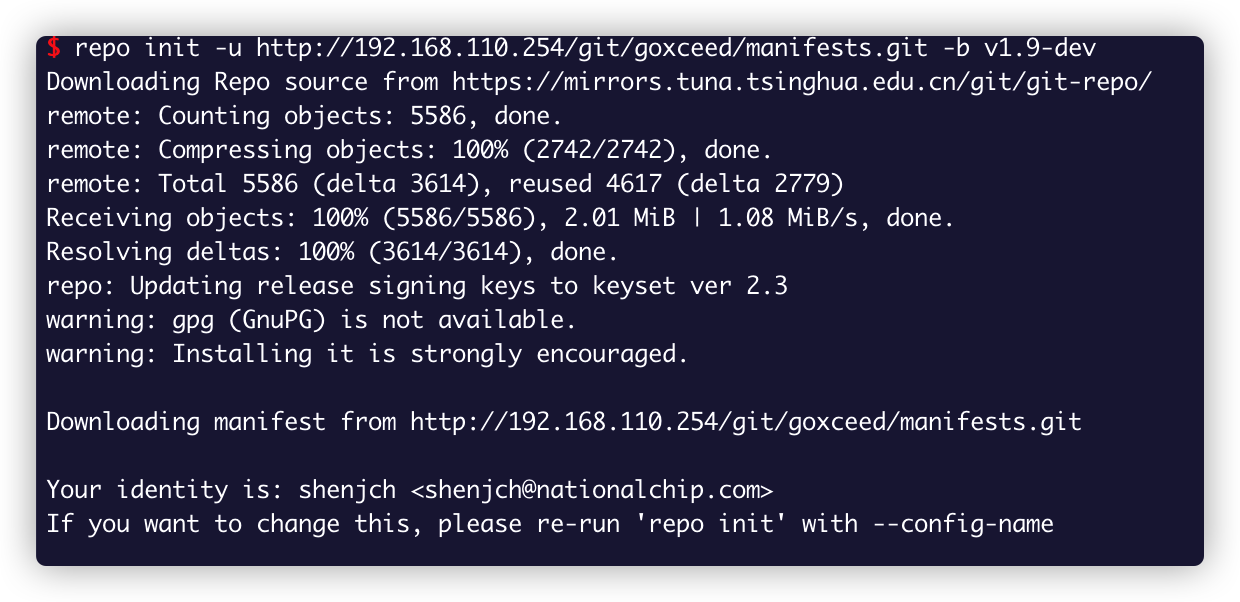 $ repo init -u http://192.168.110.254/git/goxceed/manifests.git -b v1.9-dev
Downloading Repo source from https://mirrors.tuna.tsinghua.edu.cn/git/git-repo/
remote: Counting objects: 5586, done.
remote: Compressing objects: 100% (2742/2742), done.
remote: Total 5586 (delta 3614), reused 4617 (delta 2779)
Receiving objects: 100% (5586/5586), 2.01 MiB | 1.08 MiB/s, done.
Resolving deltas: 100% (3614/3614), done.
repo: Updating release signing keys to keyset ver 2.3
warning: gpg (GnuPG) is not available.
warning: Installing it is strongly encouraged.
Downloading manifest from http://192.168.110.254/git/goxceed/manifests.git
Your identity is: shenjch <shenjch@nationalchip.com>
If you want to change this, please re-run 'repo init' with --config-name